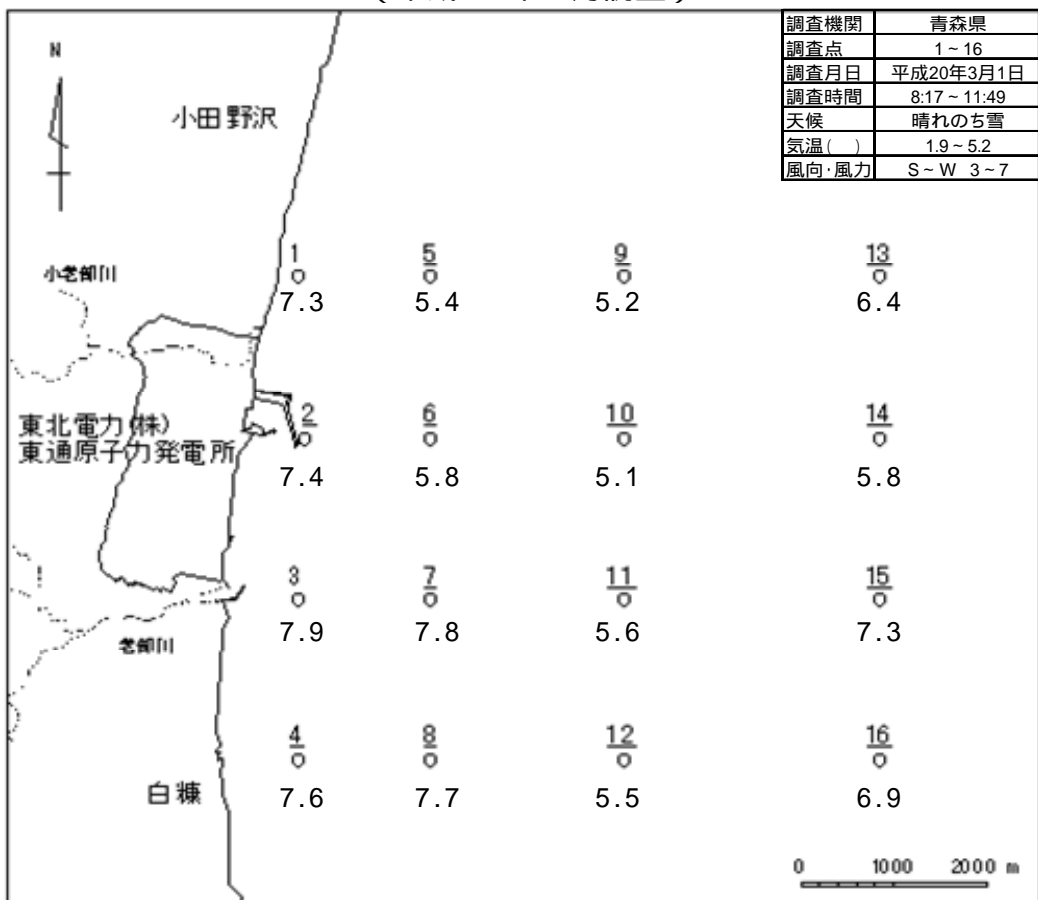 調査機関 青森県
調査点 1~16
調査月日 平成20年3月1日
調査時間 8:17~11:49
天候 晴れのち雪
気温( ) 1.9~5.2
風向・風力 S~W 3~7
N
小田野沢
1 5 9 13
小老部川
7.3 5.4 5.2 6.4
2 6 10 14
東北電力(株)
東通原子力発電所
7.4 5.8 5.1 5.8
3 7 11 15
7.9 7.8 5.6 7.3
老部川
4 8 12 16
白糠
7.6 7.7 5.5 6.9
0 1000 2000 m